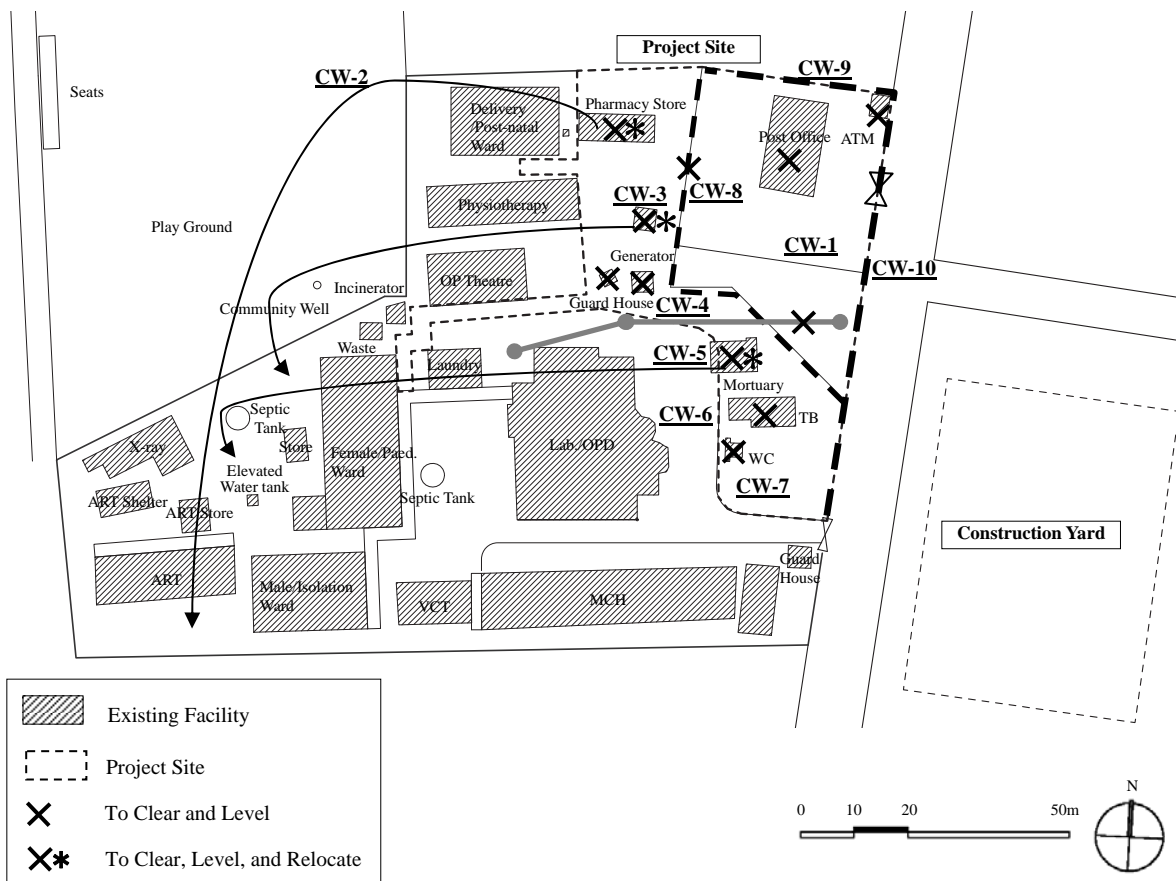 Project Site
CW-2
CW-9
Seats
Delivery
/Post-natal
Ward
Pharmacy Store
Post Office
ATM
CW-3
CW-8
Physiotherapy
Play Ground
CW-1
Generator
CW-10
OP Theatre
Incinerator
Community Well
Guard House
CW-4
Waste
Laundry
CW-5
Mortuary
Septic
Tank
CW-6
TB
X-ray
Store
Female/Paed.
Ward
Lab./OPD
WC
Elevated
Water tank
CW-7
ART Shelter
ART Store
Septic Tank
Construction Yard
Guard
House
ART
Male/Isolation
Ward
VCT
MCH
Existing Facility
Project Site
To Clear and Level
To Clear, Level, and Relocate
N
0 10 20 50m